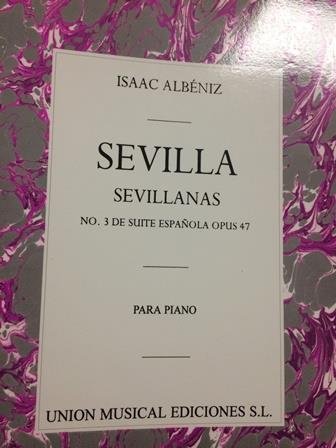 ISAAC ALBÉNIZ
SEVILLA
SEVILLANAS
NO. 3 DE SUITE ESPAÑOLA OPUS 47
PARA PIANO
UNION MUSICAL EDICIONES S.L.